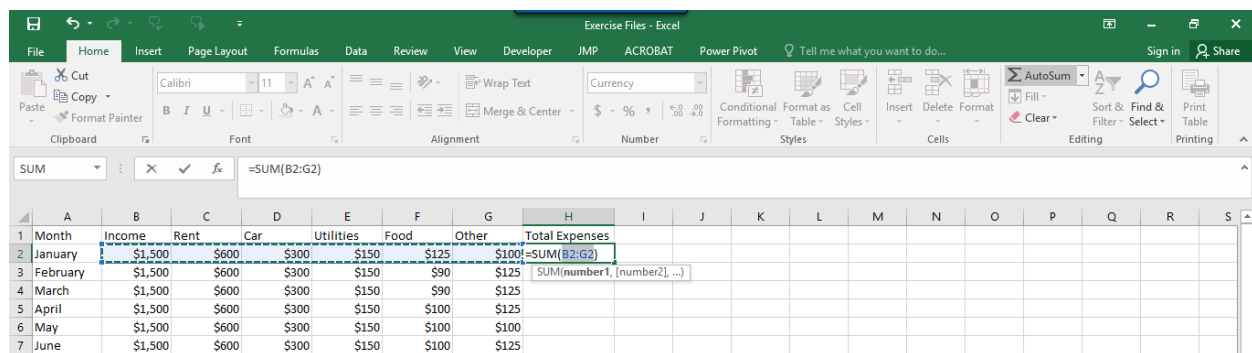 Exercise Files - Excel
File Home Insert Page Layout Formulas Data Review View Developer JMP ACROBAT Power Pivot Tell me what you want to do... Sign in Share
Cut
Copy
Format Painter
Paste
Clipboard
Calibri 11 A A
B I U A
Font
Wrap Text
Merge & Center
Alignment
Currency
$ % , .0 .00 .00 .0
Number
Conditional Formatting
Format as Table
Cell Styles
Styles
Insert Delete Format
Cells
AutoSum
Fill
Clear
Sort & Filter
Find & Select
Editing
Print Table
Printing
SUM fx =SUM(B2:G2)
A B C D E F G H I J K L M N O P Q R S
1 Month Income Rent Car Utilities Food Other Total Expenses
2 January $1,500 $600 $300 $150 $125 $100 =SUM(B2:G2)
SUM(number1, [number2], ...)
3 February $1,500 $600 $300 $150 $90 $125
4 March $1,500 $600 $300 $150 $90 $125
5 April $1,500 $600 $300 $150 $100 $125
6 May $1,500 $600 $300 $150 $100 $100
7 June $1,500 $600 $300 $150 $100 $125